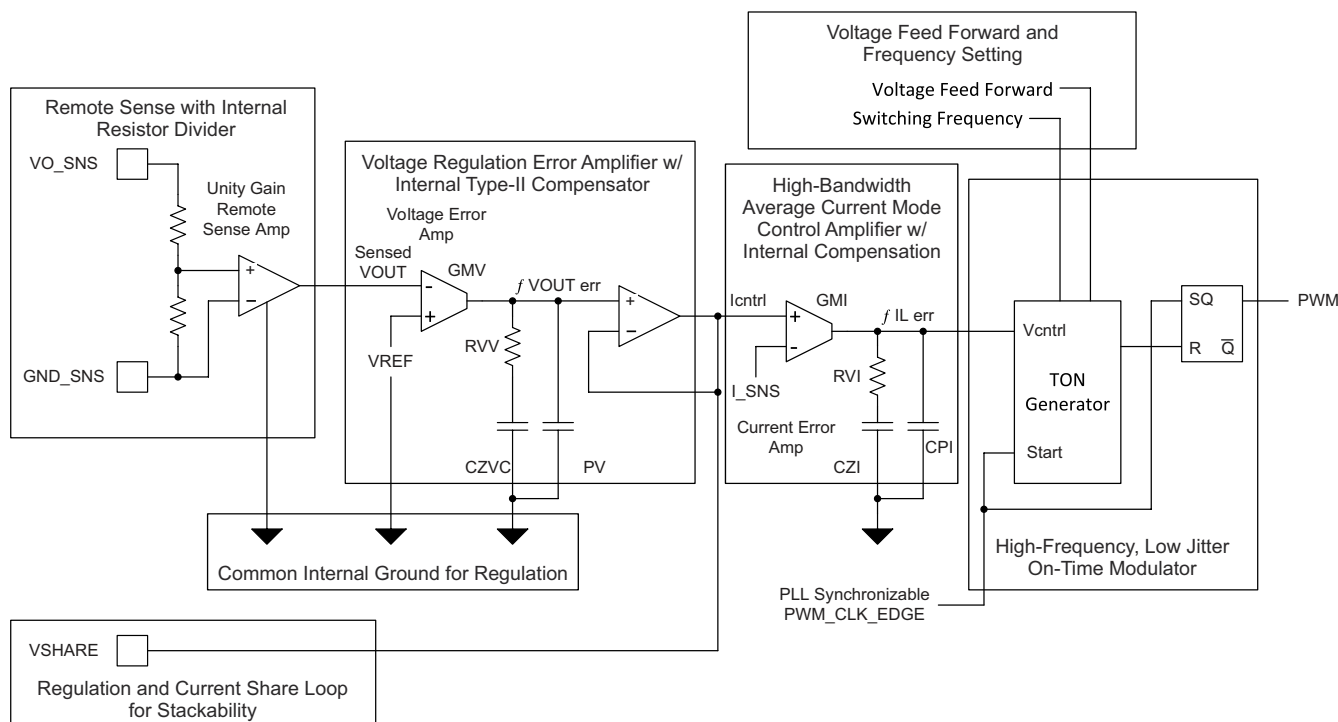 Voltage Feed Forward and
Frequency Setting
Voltage Feed Forward
Switching Frequency
Remote Sense with Internal
Resistor Divider
VO_SNS
Unity Gain
Remote
Sense Amp
+
−
GND_SNS
Voltage Regulation Error Amplifier w/
Internal Type-II Compensator
Voltage Error
Amp
Sensed
VOUT
GMV
-
+
ƒ VOUT err
RVV
VREF
+
−
CZVC
PV
High-Bandwidth
Average Current Mode
Control Amplifier w/
Internal Compensation
Icntrl
GMI
+
-
ƒ IL err
I_SNS
RVI
Current Error
Amp
CZI
CPI
Vcntrl
TON
Generator
Start
SQ
R Q̅
PWM
High-Frequency, Low Jitter
On-Time Modulator
Common Internal Ground for Regulation
PLL Synchronizable
PWM_CLK_EDGE
VSHARE
Regulation and Current Share Loop
for Stackability